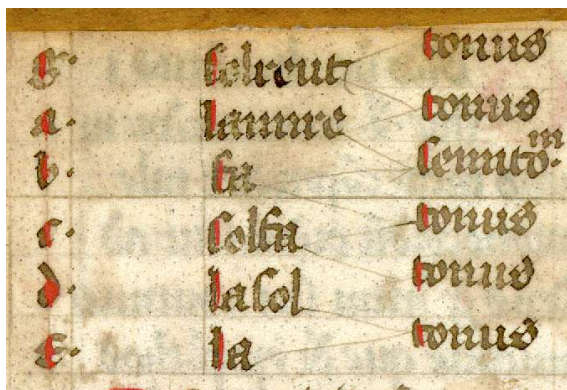 g. solreut tonus
a. lamire tonus
b. fa semito.m
c. solfa tonus
d. lasol tonus
e. la tonus